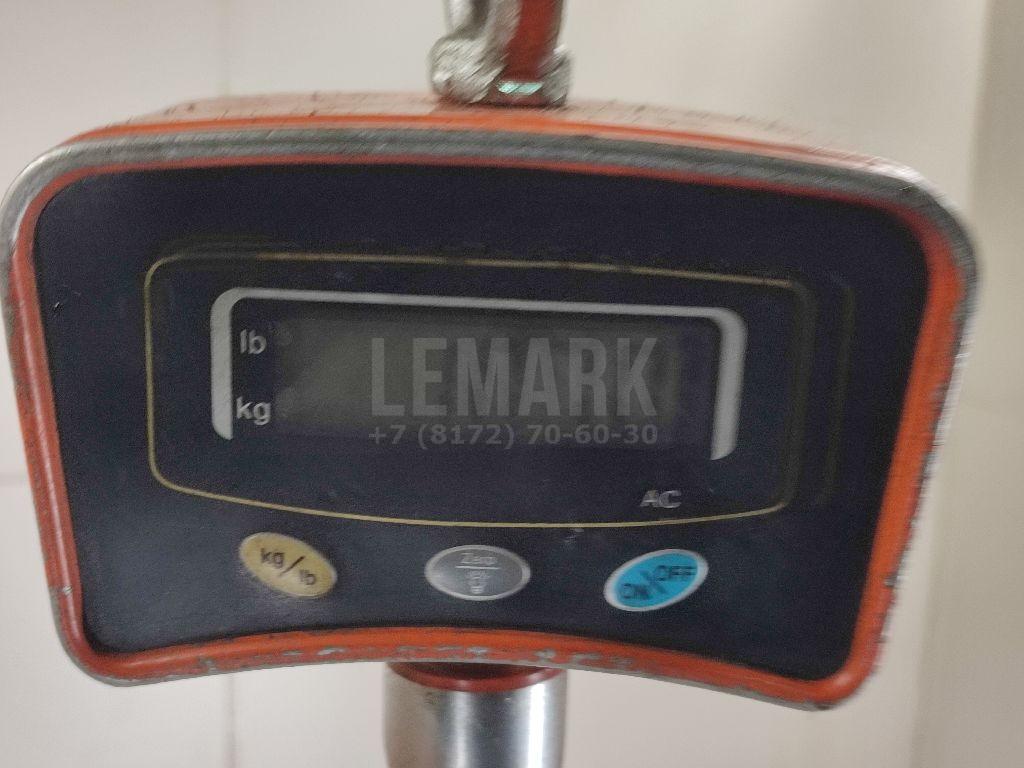 lb
LEMARK
kg
+7 (8172) 70-60-30
AC
kg/lb
Zero
ON/OFF